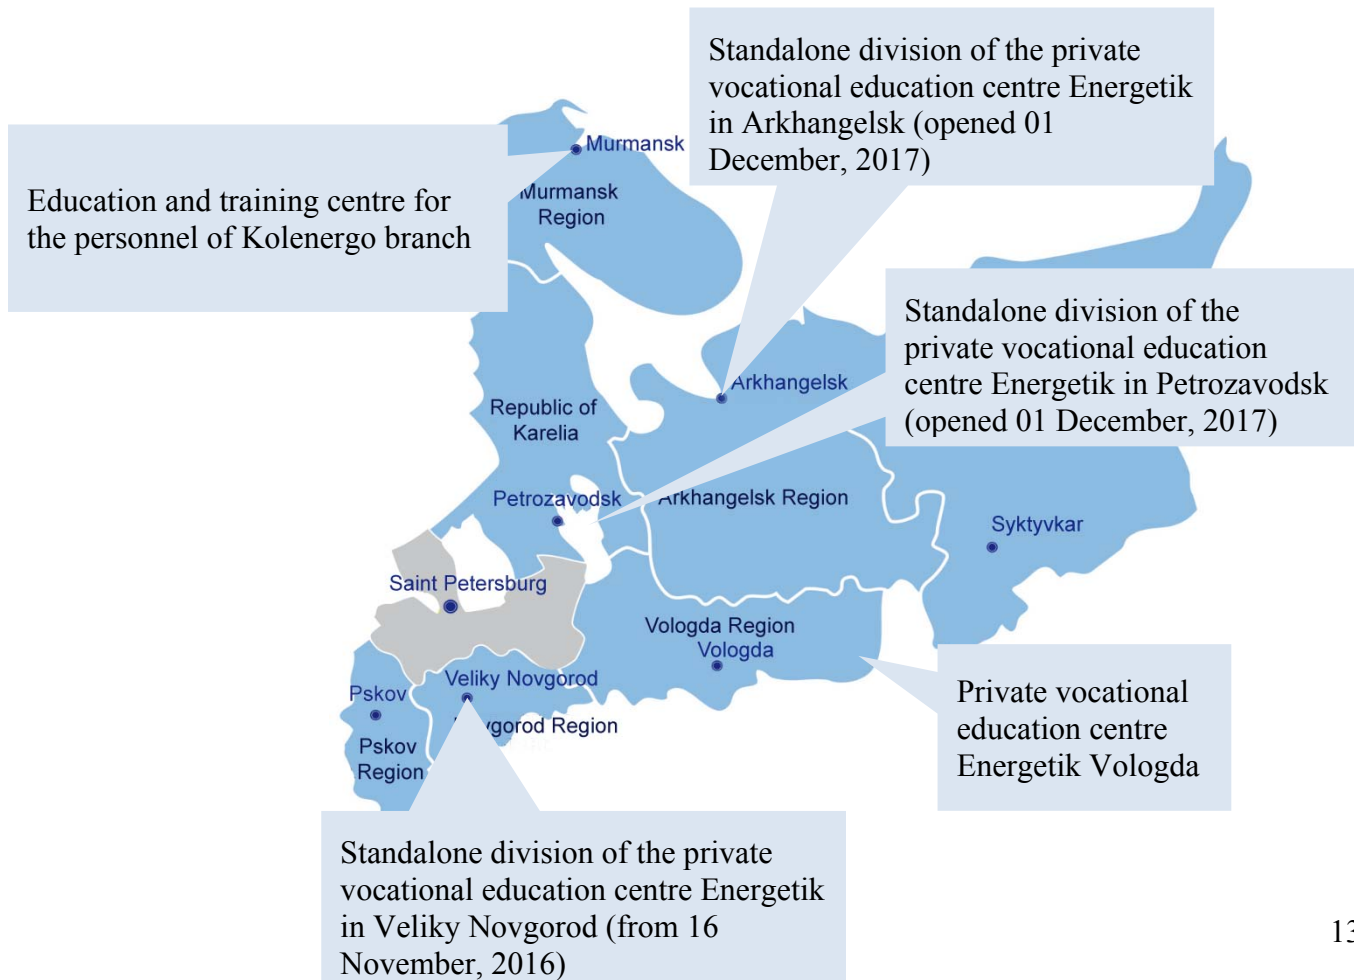 Standalone division of the private
vocational education centre Energetik
in Arkhangelsk (opened 01
December, 2017)
Murmansk
Education and training centre for
the personnel of Kolenergo branch
Murmansk
Region
Standalone division of the
private vocational education
centre Energetik in Petrozavodsk
(opened 01 December, 2017)
Arkhangelsk
Republic of
Karelia
Petrozavodsk
Arkhangelsk Region
Syktyvkar
Saint Petersburg
Vologda Region
Vologda
Veliky Novgorod
Pskov
Private vocational
education centre
Energetik Vologda
vgorod Region
Pskov
Region
Standalone division of the private
vocational education centre Energetik
in Veliky Novgorod (from 16
November, 2016)
13